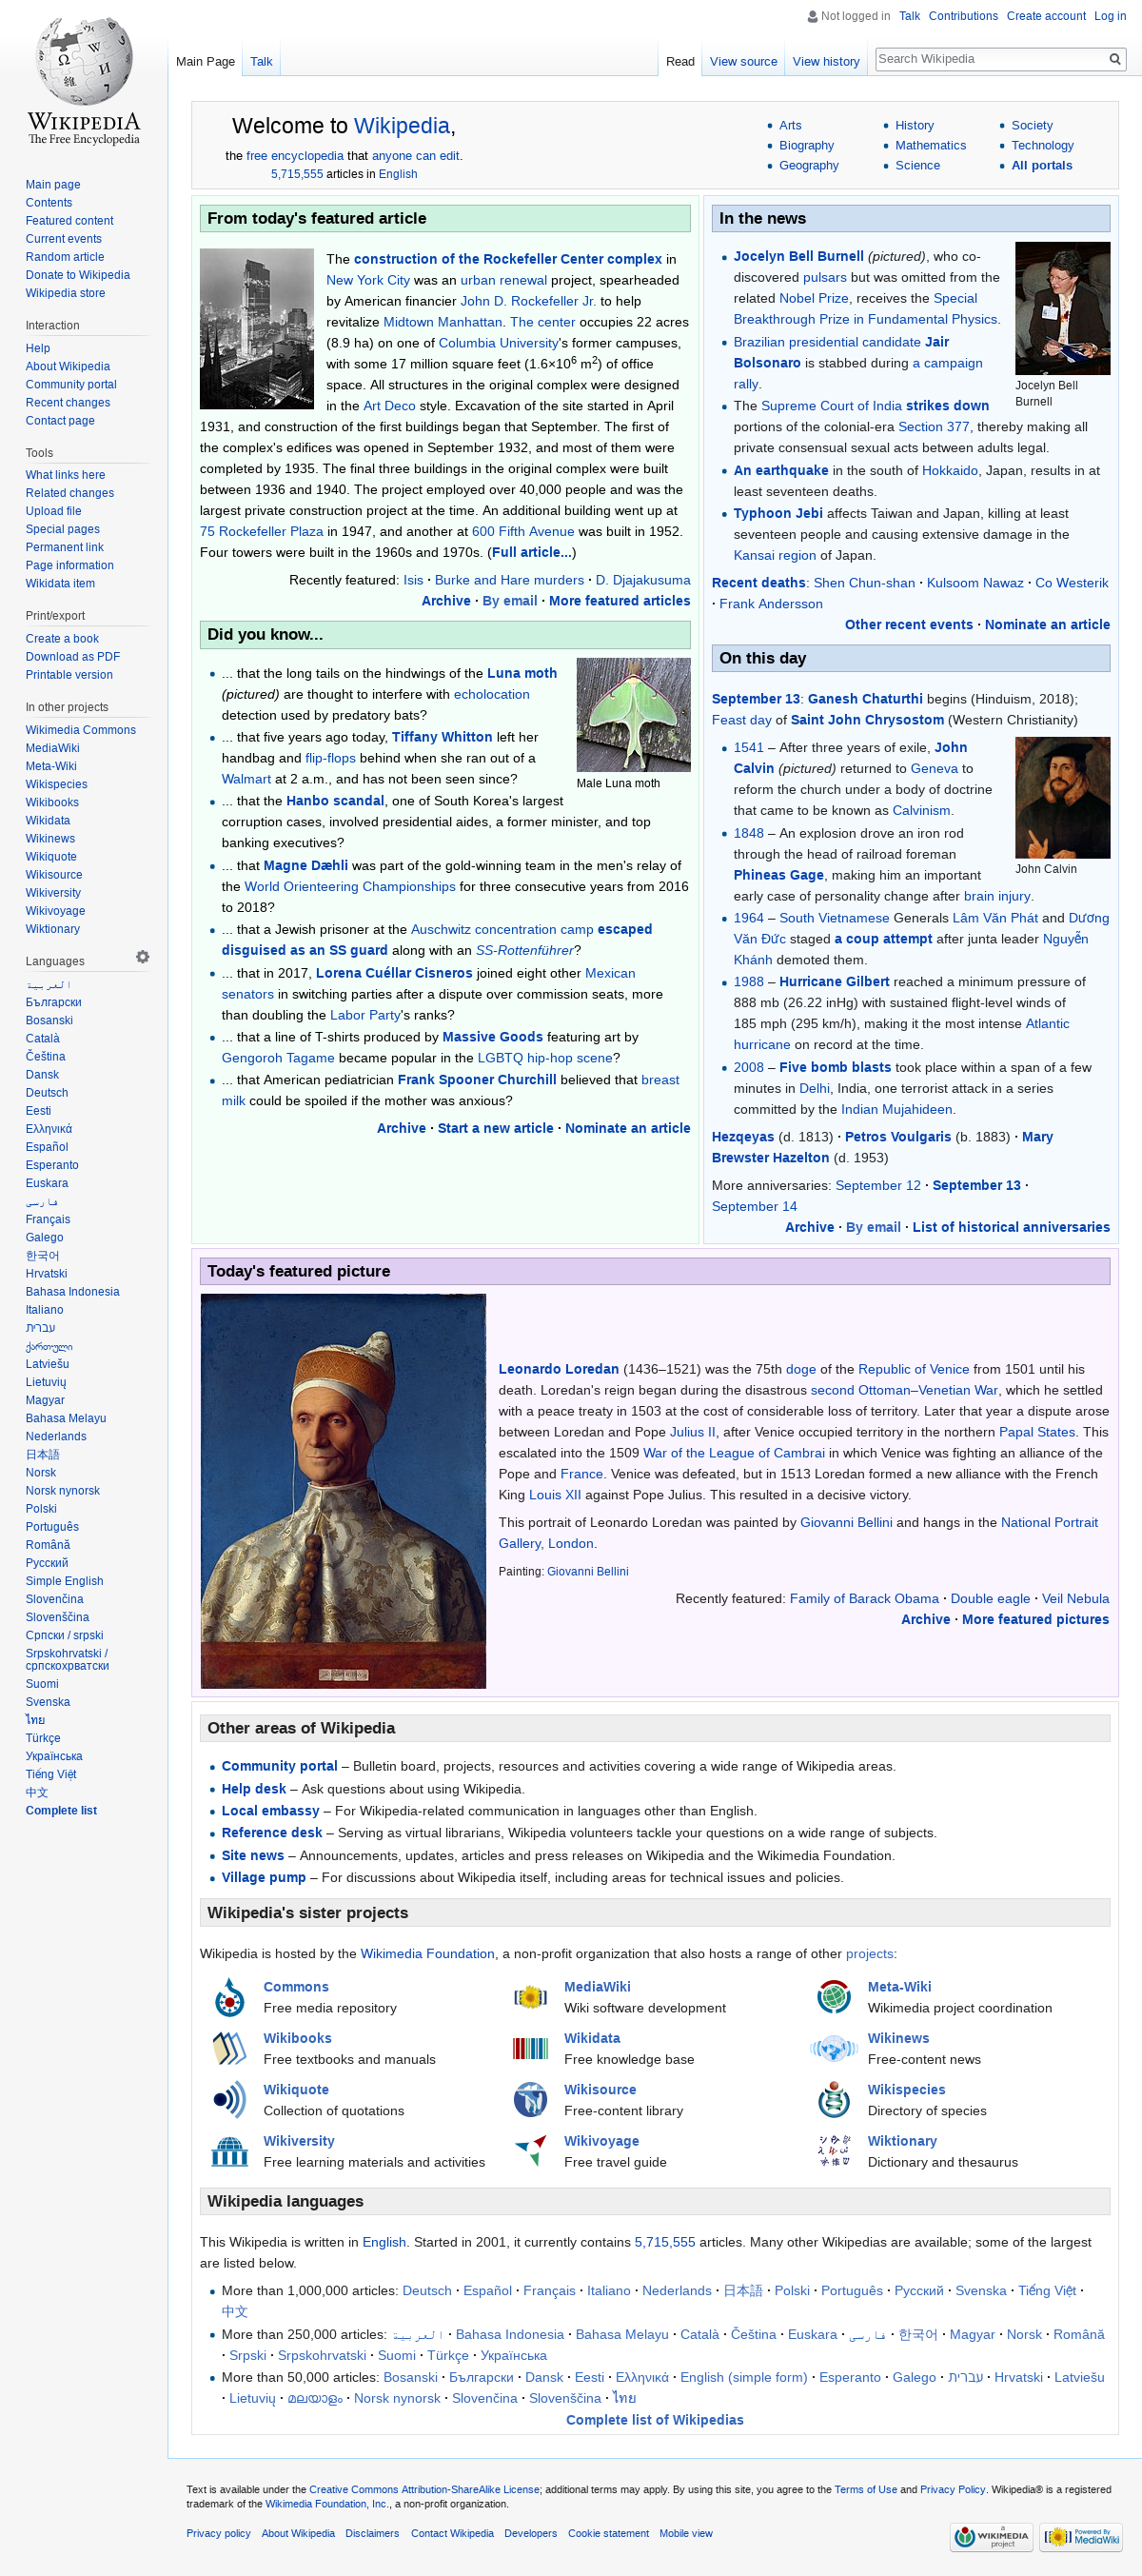 Not logged in Talk Contributions Create account Log in
Main Page Talk Read View source View history Search Wikipedia
WIKIPEDIA
The Free Encyclopedia
Main page
Contents
Featured content
Current events
Random article
Donate to Wikipedia
Wikipedia store
Interaction
Help
About Wikipedia
Community portal
Recent changes
Contact page
Tools
What links here
Related changes
Upload file
Special pages
Permanent link
Page information
Wikidata item
Print/export
Create a book
Download as PDF
Printable version
In other projects
Wikimedia Commons
MediaWiki
Meta-Wiki
Wikispecies
Wikibooks
Wikidata
Wikinews
Wikiquote
Wikisource
Wikiversity
Wikivoyage
Wiktionary
Languages
العربية
Български
Bosanski
Català
Čeština
Dansk
Deutsch
Eesti
Ελληνικά
Español
Esperanto
Euskara
فارسی
Français
Galego
한국어
Hrvatski
Bahasa Indonesia
Italiano
עברית
ქართული
Latviešu
Lietuvių
Magyar
Bahasa Melayu
Nederlands
日本語
Norsk
Norsk nynorsk
Polski
Português
Română
Русский
Simple English
Slovenčina
Slovenščina
Српски / srpski
Srpskohrvatski /
српскохрватски
Suomi
Svenska
ไทย
Türkçe
Українська
Tiếng Việt
中文
Complete list
Welcome to Wikipedia,
the free encyclopedia that anyone can edit.
5,715,555 articles in English
Arts
Biography
Geography
History
Mathematics
Science
Society
Technology
All portals
From today's featured article
The construction of the Rockefeller Center complex in
New York City was an urban renewal project, spearheaded
by American financier John D. Rockefeller Jr. to help
revitalize Midtown Manhattan. The center occupies 22 acres
(8.9 ha) on one of Columbia University's former campuses,
with some 17 million square feet (1.6×10⁶ m²) of office
space. All structures in the original complex were designed
in the Art Deco style. Excavation of the site started in April
1931, and construction of the first buildings began that September. The first of
the complex's edifices was opened in September 1932, and most of them were
completed by 1935. The final three buildings in the original complex were built
between 1936 and 1940. The project employed over 40,000 people and was the
largest private construction project at the time. An additional building went up at
75 Rockefeller Plaza in 1947, and another at 600 Fifth Avenue was built in 1952.
Four towers were built in the 1960s and 1970s. (Full article...)
Recently featured: Isis · Burke and Hare murders · D. Djajakusuma
Archive · By email · More featured articles
Did you know...
... that the long tails on the hindwings of the Luna moth
(pictured) are thought to interfere with echolocation
detection used by predatory bats?
... that five years ago today, Tiffany Whitton left her
handbag and flip-flops behind when she ran out of a
Walmart at 2 a.m., and has not been seen since?
Male Luna moth
... that the Hanbo scandal, one of South Korea's largest
corruption cases, involved presidential aides, a former minister, and top
banking executives?
... that Magne Dæhli was part of the gold-winning team in the men's relay of
the World Orienteering Championships for three consecutive years from 2016
to 2018?
... that a Jewish prisoner at the Auschwitz concentration camp escaped
disguised as an SS guard along with an SS-Rottenführer?
... that in 2017, Lorena Cuéllar Cisneros joined eight other Mexican
senators in switching parties after a dispute over commission seats, more
than doubling the Labor Party's ranks?
... that a line of T-shirts produced by Massive Goods featuring art by
Gengoroh Tagame became popular in the LGBTQ hip-hop scene?
... that American pediatrician Frank Spooner Churchill believed that breast
milk could be spoiled if the mother was anxious?
Archive · Start a new article · Nominate an article
In the news
Jocelyn Bell Burnell (pictured), who co-
discovered pulsars but was omitted from the
related Nobel Prize, receives the Special
Breakthrough Prize in Fundamental Physics.
Brazilian presidential candidate Jair
Bolsonaro is stabbed during a campaign
rally.
Jocelyn Bell
Burnell
The Supreme Court of India strikes down
portions of the colonial-era Section 377, thereby making all
private consensual sexual acts between adults legal.
An earthquake in the south of Hokkaido, Japan, results in at
least seventeen deaths.
Typhoon Jebi affects Taiwan and Japan, killing at least
seventeen people and causing extensive damage in the
Kansai region of Japan.
Recent deaths: Shen Chun-shan · Kulsoom Nawaz · Co Westerik
· Frank Andersson
Other recent events · Nominate an article
On this day
September 13: Ganesh Chaturthi begins (Hinduism, 2018);
Feast day of Saint John Chrysostom (Western Christianity)
1541 – After three years of exile, John
Calvin (pictured) returned to Geneva to
reform the church under a body of doctrine
that came to be known as Calvinism.
1848 – An explosion drove an iron rod
through the head of railroad foreman
Phineas Gage, making him an important
John Calvin
early case of personality change after brain injury.
1964 – South Vietnamese Generals Lâm Văn Phát and Dương
Văn Đức staged a coup attempt after junta leader Nguyễn
Khánh demoted them.
1988 – Hurricane Gilbert reached a minimum pressure of
888 mb (26.22 inHg) with sustained flight-level winds of
185 mph (295 km/h), making it the most intense Atlantic
hurricane on record at the time.
2008 – Five bomb blasts took place within a span of a few
minutes in Delhi, India, one terrorist attack in a series
committed by the Indian Mujahideen.
Hezqeyas (d. 1813) · Petros Voulgaris (b. 1883) · Mary
Brewster Hazelton (d. 1953)
More anniversaries: September 12 · September 13 ·
September 14
Archive · By email · List of historical anniversaries
Today's featured picture
Leonardo Loredan (1436–1521) was the 75th doge of the Republic of Venice from 1501 until his
death. Loredan's reign began during the disastrous second Ottoman–Venetian War, which he settled
with a peace treaty in 1503 at the cost of considerable loss of territory. Later that year a dispute arose
between Loredan and Pope Julius II, after Venice occupied territory in the northern Papal States. This
escalated into the 1509 War of the League of Cambrai in which Venice was fighting an alliance of the
Pope and France. Venice was defeated, but in 1513 Loredan formed a new alliance with the French
King Louis XII against Pope Julius. This resulted in a decisive victory.
This portrait of Leonardo Loredan was painted by Giovanni Bellini and hangs in the National Portrait
Gallery, London.
Painting: Giovanni Bellini
Recently featured: Family of Barack Obama · Double eagle · Veil Nebula
Archive · More featured pictures
Other areas of Wikipedia
Community portal – Bulletin board, projects, resources and activities covering a wide range of Wikipedia areas.
Help desk – Ask questions about using Wikipedia.
Local embassy – For Wikipedia-related communication in languages other than English.
Reference desk – Serving as virtual librarians, Wikipedia volunteers tackle your questions on a wide range of subjects.
Site news – Announcements, updates, articles and press releases on Wikipedia and the Wikimedia Foundation.
Village pump – For discussions about Wikipedia itself, including areas for technical issues and policies.
Wikipedia's sister projects
Wikipedia is hosted by the Wikimedia Foundation, a non-profit organization that also hosts a range of other projects:
Commons MediaWiki Meta-Wiki
Free media repository Wiki software development Wikimedia project coordination
Wikibooks Wikidata Wikinews
Free textbooks and manuals Free knowledge base Free-content news
Wikiquote Wikisource Wikispecies
Collection of quotations Free-content library Directory of species
Wikiversity Wikivoyage Wiktionary
Free learning materials and activities Free travel guide Dictionary and thesaurus
Wikipedia languages
This Wikipedia is written in English. Started in 2001, it currently contains 5,715,555 articles. Many other Wikipedias are available; some of the largest
are listed below.
More than 1,000,000 articles: Deutsch · Español · Français · Italiano · Nederlands · 日本語 · Polski · Português · Русский · Svenska · Tiếng Việt ·
中文
More than 250,000 articles: العربية · Bahasa Indonesia · Bahasa Melayu · Català · Čeština · Euskara · فارسی · 한국어 · Magyar · Norsk · Română
· Srpski · Srpskohrvatski · Suomi · Türkçe · Українська
More than 50,000 articles: Bosanski · Български · Dansk · Eesti · Ελληνικά · English (simple form) · Esperanto · Galego · עברית · Hrvatski · Latviešu
· Lietuvių · മലയാളം · Norsk nynorsk · Slovenčina · Slovenščina · ไทย
Complete list of Wikipedias
Text is available under the Creative Commons Attribution-ShareAlike License; additional terms may apply. By using this site, you agree to the Terms of Use and Privacy Policy. Wikipedia® is a registered
trademark of the Wikimedia Foundation, Inc., a non-profit organization.
Privacy policy About Wikipedia Disclaimers Contact Wikipedia Developers Cookie statement Mobile view
a WIKIMEDIA project
Powered By MediaWiki